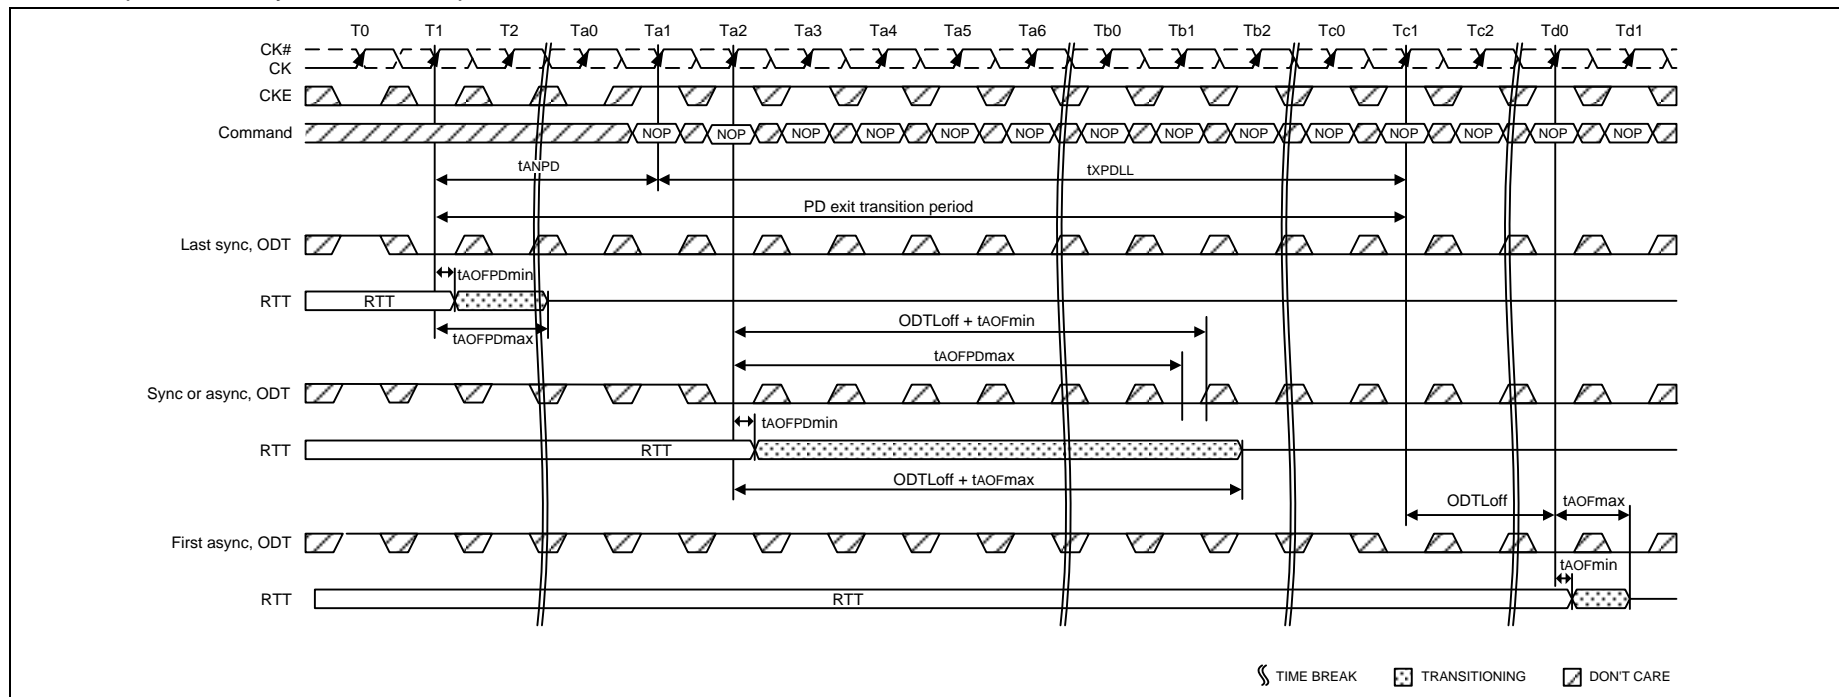 T0 T1 T2 Ta0 Ta1 Ta2 Ta3 Ta4 Ta5 Ta6 Tb0 Tb1 Tb2 Tc0 Tc1 Tc2 Td0 Td1
CK#
CK
CKE
Command NOP NOP NOP NOP NOP NOP NOP NOP NOP NOP NOP NOP NOP NOP
tANPD tXPDLL
PD exit transition period
Last sync, ODT
tAOFPDmin
RTT RTT
tAOFPDmax
ODTLoff + tAOFmin
tAOFPDmax
Sync or async, ODT
tAOFPDmin
RTT RTT
ODTLoff + tAOFmax
ODTLoff tAOFmax
First async, ODT
tAOFmin
RTT RTT
TIME BREAK TRANSITIONING DON'T CARE